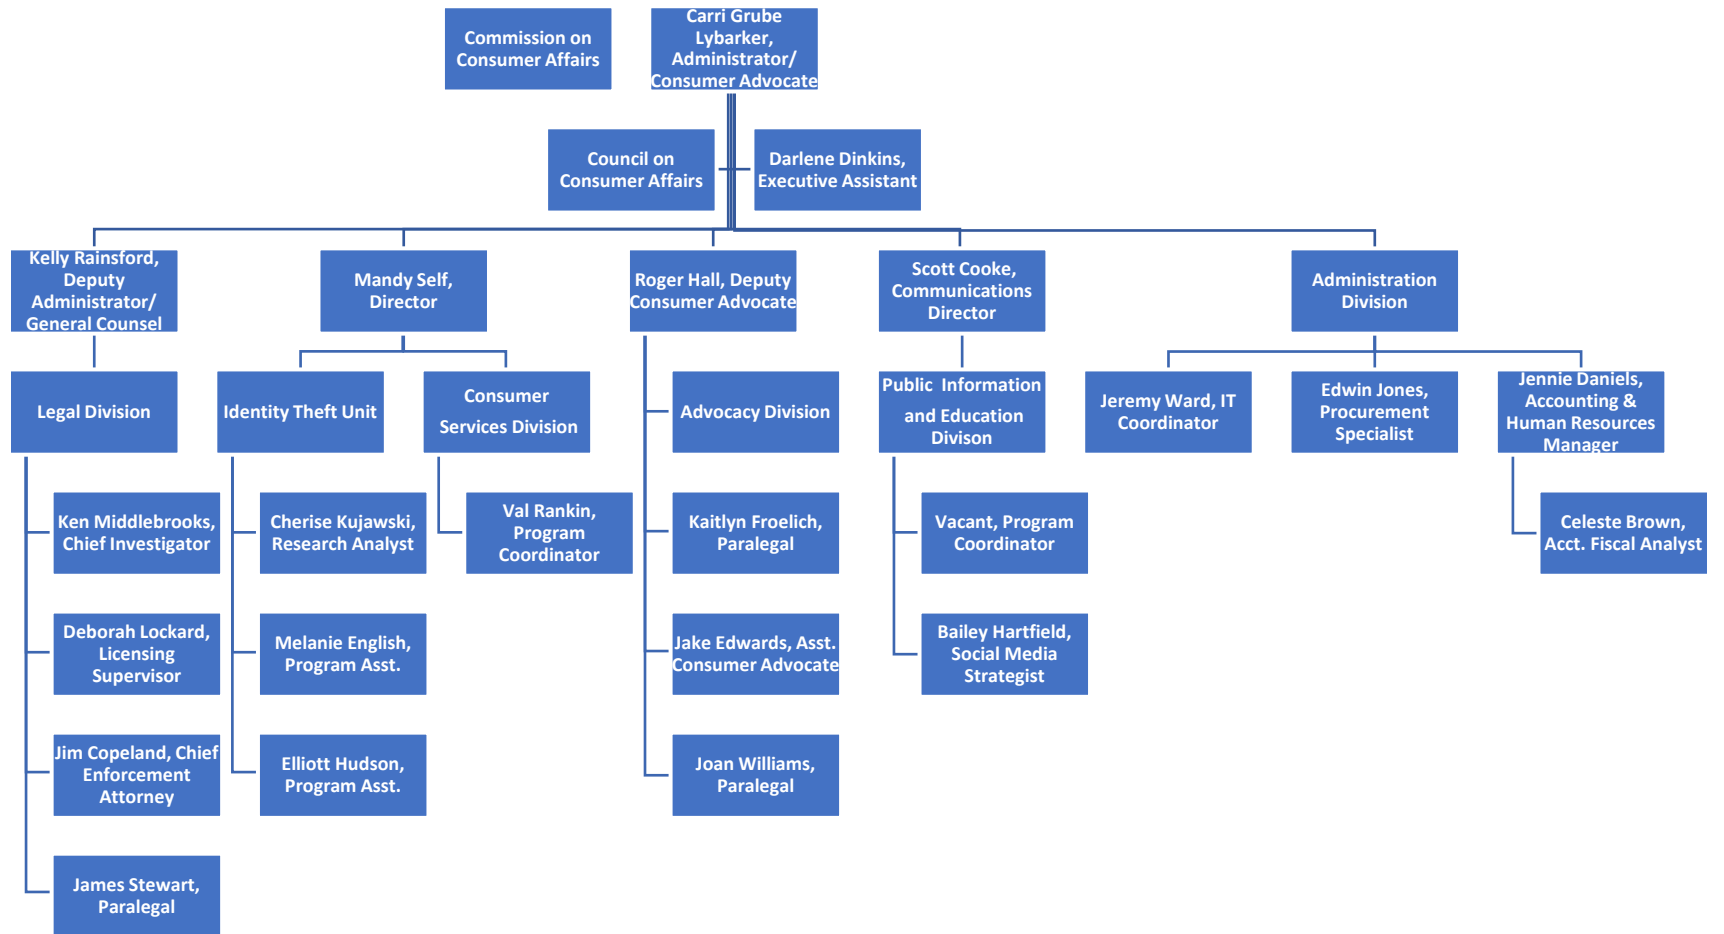 Commission on
Consumer Affairs
Carri Grube
Lybarker,
Administrator/
Consumer Advocate
Council on
Consumer Affairs
Darlene Dinkins,
Executive Assistant
Kelly Rainsford,
Deputy
Administrator/
General Counsel
Mandy Self,
Director
Roger Hall, Deputy
Consumer Advocate
Scott Cooke,
Communications
Director
Administration
Division
Legal Division
Identity Theft Unit
Consumer
Services Division
Advocacy Division
Public Information
and Education
Divison
Jeremy Ward, IT
Coordinator
Edwin Jones,
Procurement
Specialist
Jennie Daniels,
Accounting &
Human Resources
Manager
Ken Middlebrooks,
Chief Investigator
Cherise Kujawski,
Research Analyst
Val Rankin,
Program
Coordinator
Kaitlyn Froelich,
Paralegal
Vacant, Program
Coordinator
Celeste Brown,
Acct. Fiscal Analyst
Deborah Lockard,
Licensing
Supervisor
Melanie English,
Program Asst.
Jake Edwards, Asst.
Consumer Advocate
Bailey Hartfield,
Social Media
Strategist
Jim Copeland, Chief
Enforcement
Attorney
Elliott Hudson,
Program Asst.
Joan Williams,
Paralegal
James Stewart,
Paralegal